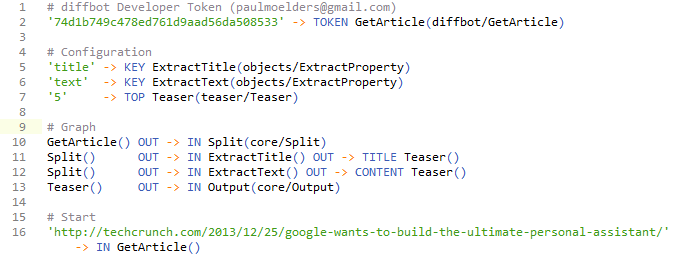 1 # diffbot Developer Token (paulmoelders@gmail.com)
2 '74d1b749c478ed761d9aad56da508533' -> TOKEN GetArticle(diffbot/GetArticle)
3
4 # Configuration
5 'title' -> KEY ExtractTitle(objects/ExtractProperty)
6 'text' -> KEY ExtractText(objects/ExtractProperty)
7 '5' -> TOP Teaser(teaser/Teaser)
8
9 # Graph
10 GetArticle() OUT -> IN Split(core/Split)
11 Split() OUT -> IN ExtractTitle() OUT -> TITLE Teaser()
12 Split() OUT -> IN ExtractText() OUT -> CONTENT Teaser()
13 Teaser() OUT -> IN Output(core/Output)
14
15 # Start
16 'http://techcrunch.com/2013/12/25/google-wants-to-build-the-ultimate-personal-assistant/'
-> IN GetArticle()